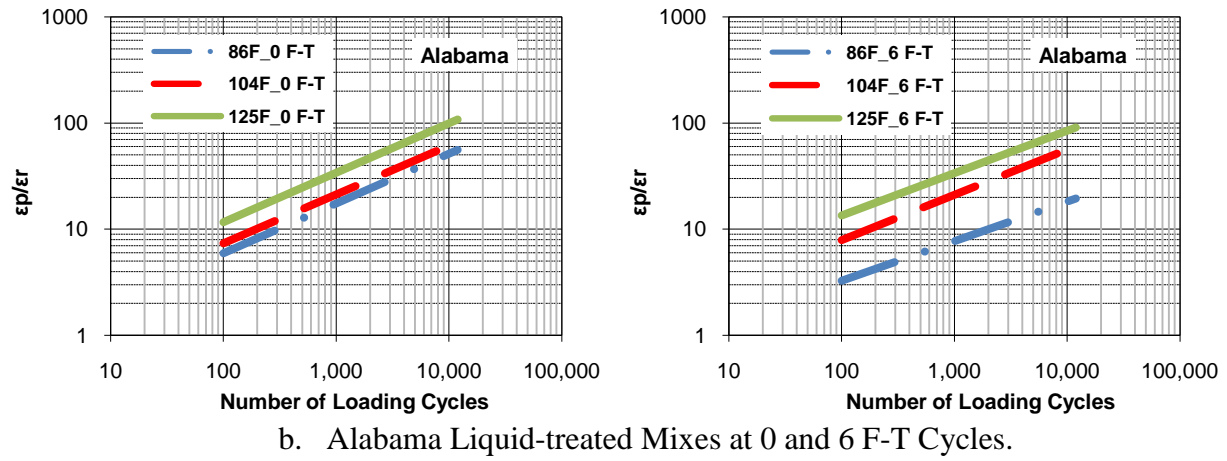 1000
100
10
1
εp/εr
86F_0 F-T
104F_0 F-T
125F_0 F-T
Alabama
10 100 1,000 10,000 100,000
Number of Loading Cycles
1000
100
10
1
εp/εr
86F_6 F-T
104F_6 F-T
125F_6 F-T
Alabama
10 100 1,000 10,000 100,000
Number of Loading Cycles
b. Alabama Liquid-treated Mixes at 0 and 6 F-T Cycles.